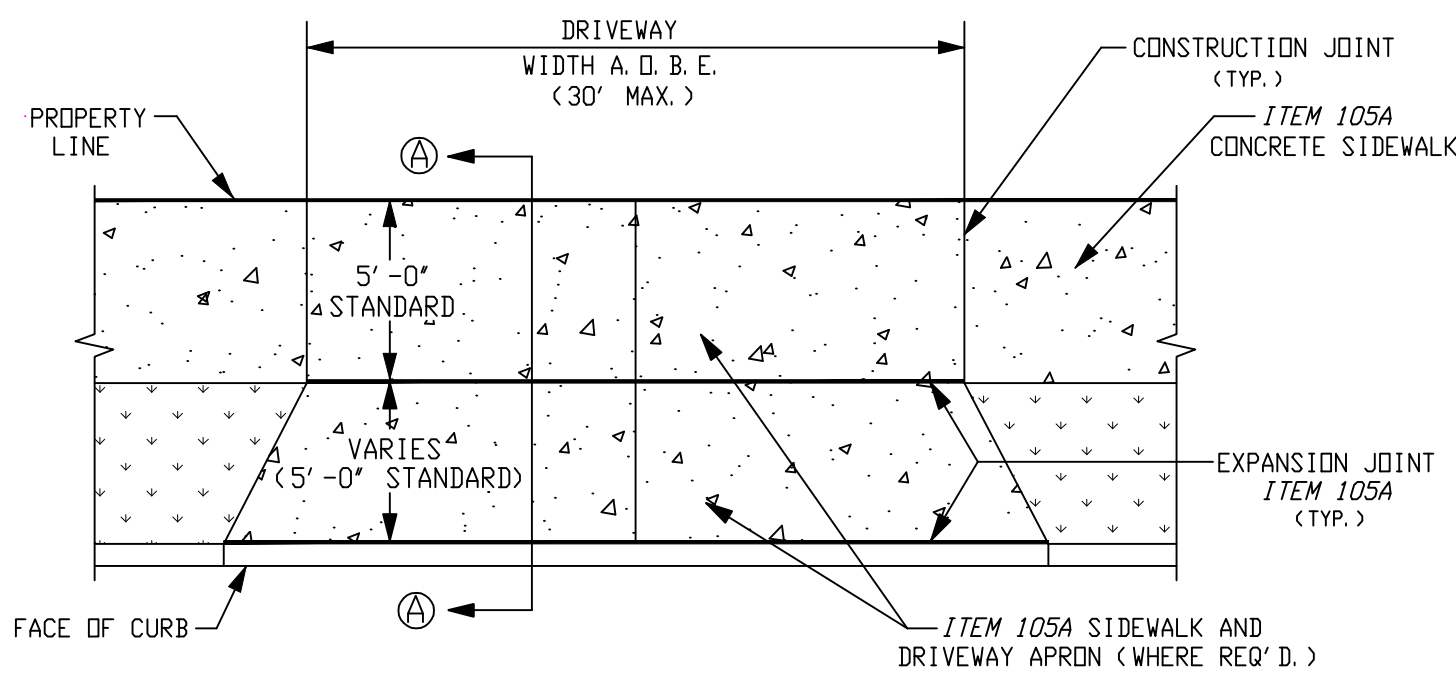 DRIVEWAY
WIDTH A.O.B.E.
(30' MAX.)
CONSTRUCTION JOINT
(TYP.)
PROPERTY
LINE
ITEM 105A
CONCRETE SIDEWALK
A
5'-0"
STANDARD
VARIES
(5'-0" STANDARD)
EXPANSION JOINT
ITEM 105A
(TYP.)
A
FACE OF CURB
ITEM 105A SIDEWALK AND
DRIVEWAY APRON (WHERE REQ'D.)